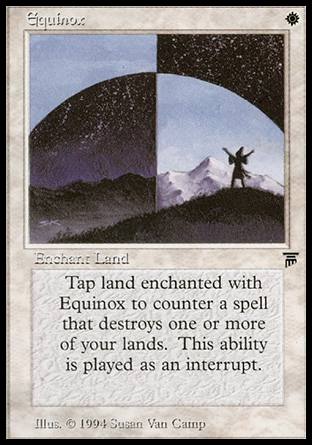 Equinox
Enchant Land
Tap land enchanted with
Equinox to counter a spell
that destroys one or more
of your lands. This ability
is played as an interrupt.
Illus. © 1994 Susan Van Camp